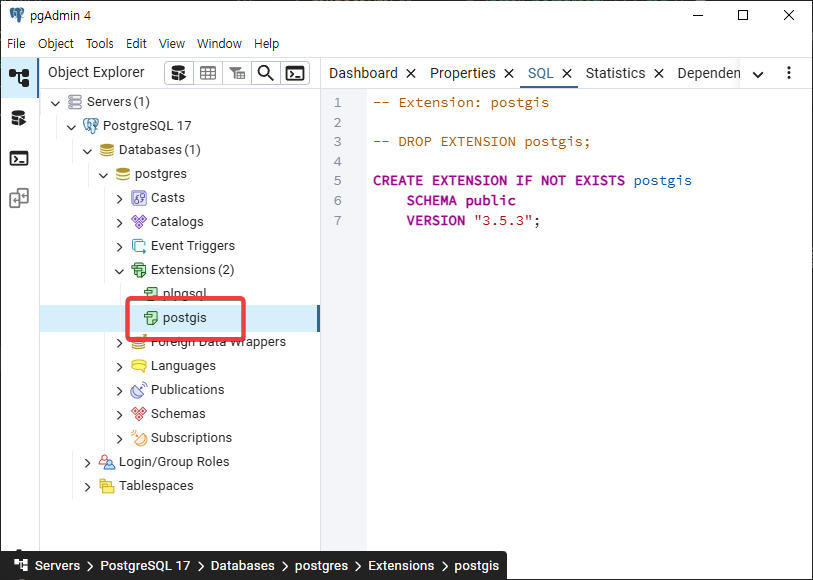 pgAdmin 4
File Object Tools Edit View Window Help
Object Explorer
Dashboard Properties SQL Statistics Dependen
Servers (1)
PostgreSQL 17
Databases (1)
postgres
Casts
Catalogs
Event Triggers
Extensions (2)
plpgsql
postgis
Foreign Data Wrappers
Languages
Publications
Schemas
Subscriptions
Login/Group Roles
Tablespaces
1 -- Extension: postgis
2
3 -- DROP EXTENSION postgis;
4
5 CREATE EXTENSION IF NOT EXISTS postgis
6 SCHEMA public
7 VERSION "3.5.3";
Servers > PostgreSQL 17 > Databases > postgres > Extensions > postgis